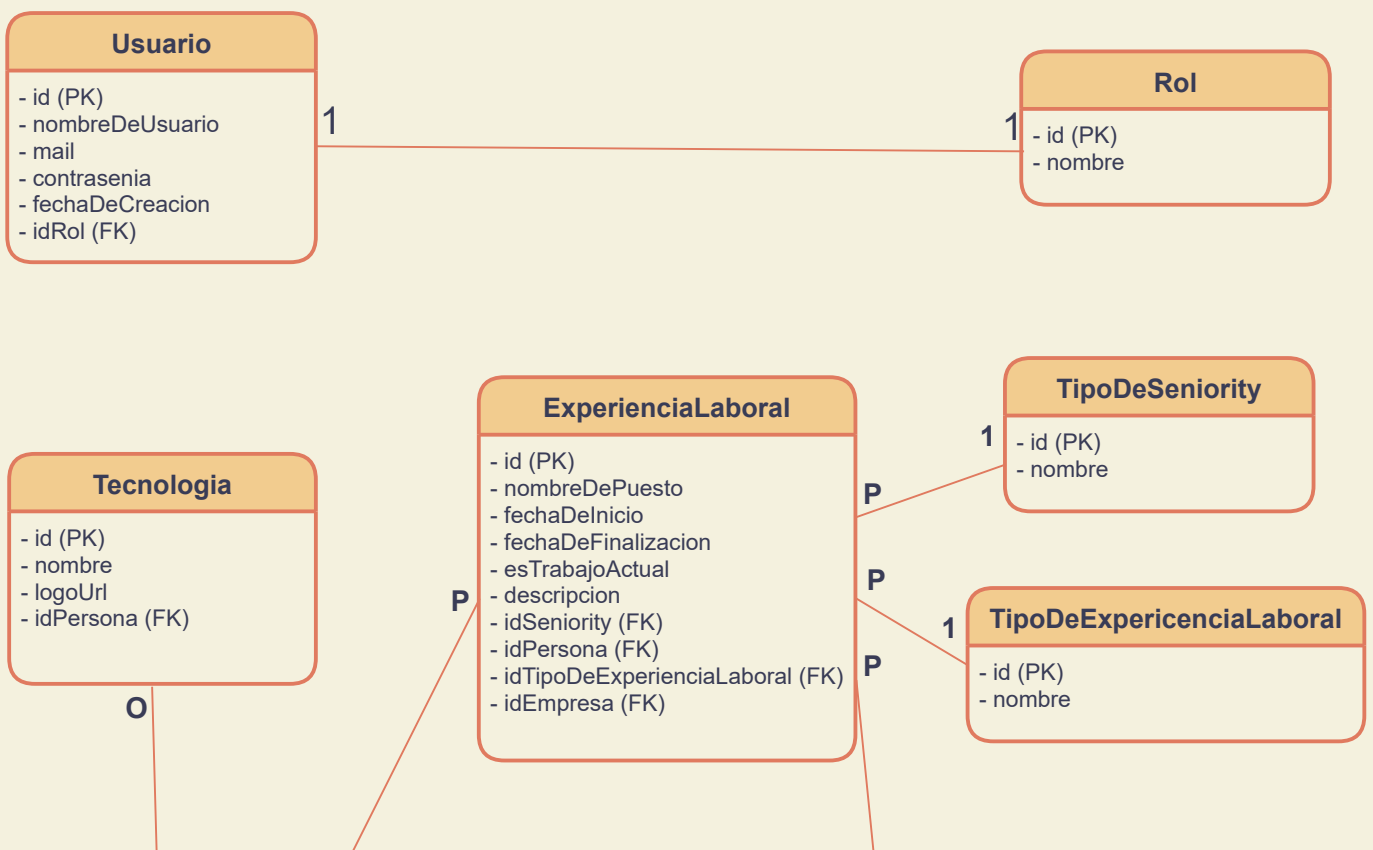 Usuario
- id (PK)
- nombreDeUsuario
- mail
- contrasenia
- fechaDeCreacion
- idRol (FK)
1
1
Rol
- id (PK)
- nombre
Tecnologia
- id (PK)
- nombre
- logoUrl
- idPersona (FK)
O
ExperienciaLaboral
- id (PK)
- nombreDePuesto
- fechaDeInicio
- fechaDeFinalizacion
- esTrabajoActual
- descripcion
- idSeniority (FK)
- idPersona (FK)
- idTipoDeExperienciaLaboral (FK)
- idEmpresa (FK)
P
P
P
P
1
TipoDeSeniority
- id (PK)
- nombre
1
TipoDeExpericenciaLaboral
- id (PK)
- nombre